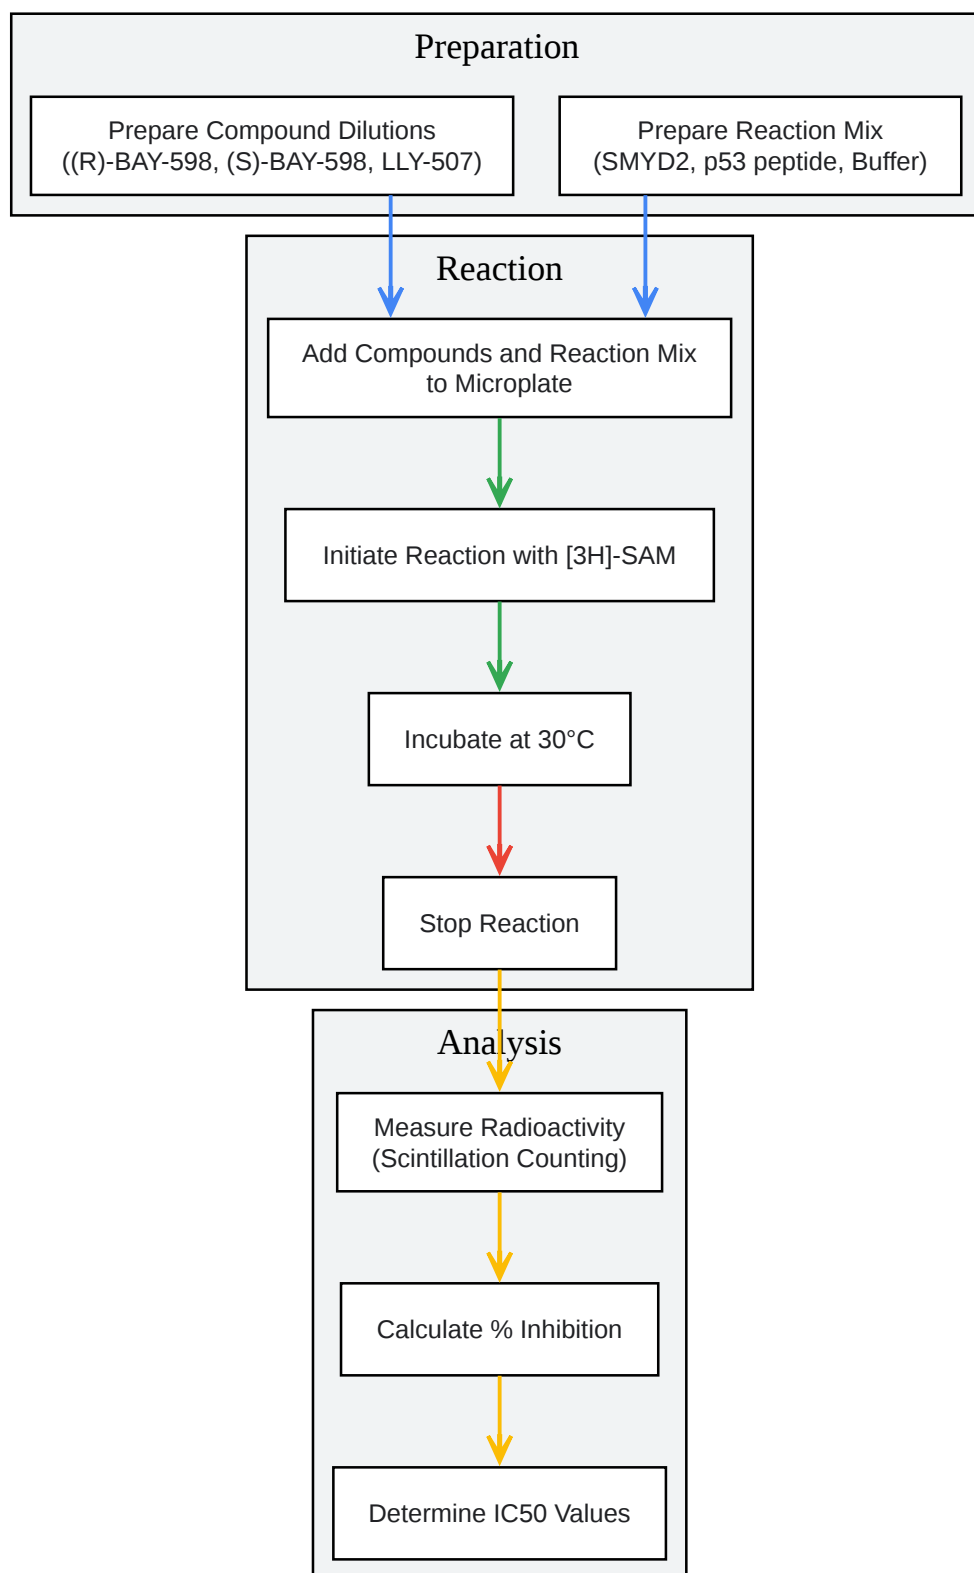 Preparation
Prepare Compound Dilutions
((R)-BAY-598, (S)-BAY-598, LLY-507)
Prepare Reaction Mix
(SMYD2, p53 peptide, Buffer)
Reaction
Add Compounds and Reaction Mix
to Microplate
Initiate Reaction with [3H]-SAM
Incubate at 30°C
Stop Reaction
Analysis
Measure Radioactivity
(Scintillation Counting)
Calculate % Inhibition
Determine IC50 Values